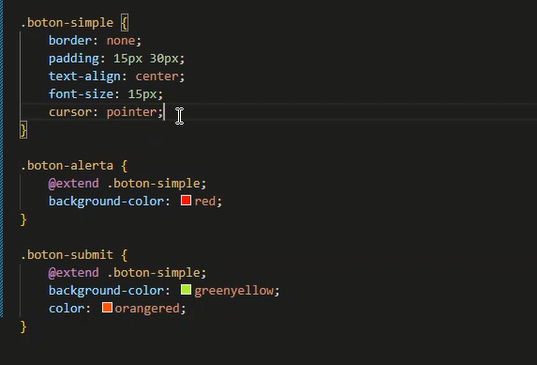 .boton-simple {
border: none;
padding: 15px 30px;
text-align: center;
font-size: 15px;
cursor: pointer;
}
.boton-alerta {
@extend .boton-simple;
background-color: red;
}
.boton-submit {
@extend .boton-simple;
background-color: greenyellow;
color: orangered;
}